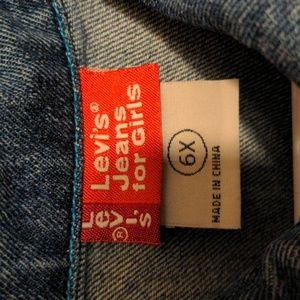 Levi's®
Jeans
for Girls
Levi's
®
6X
MADE IN CHINA